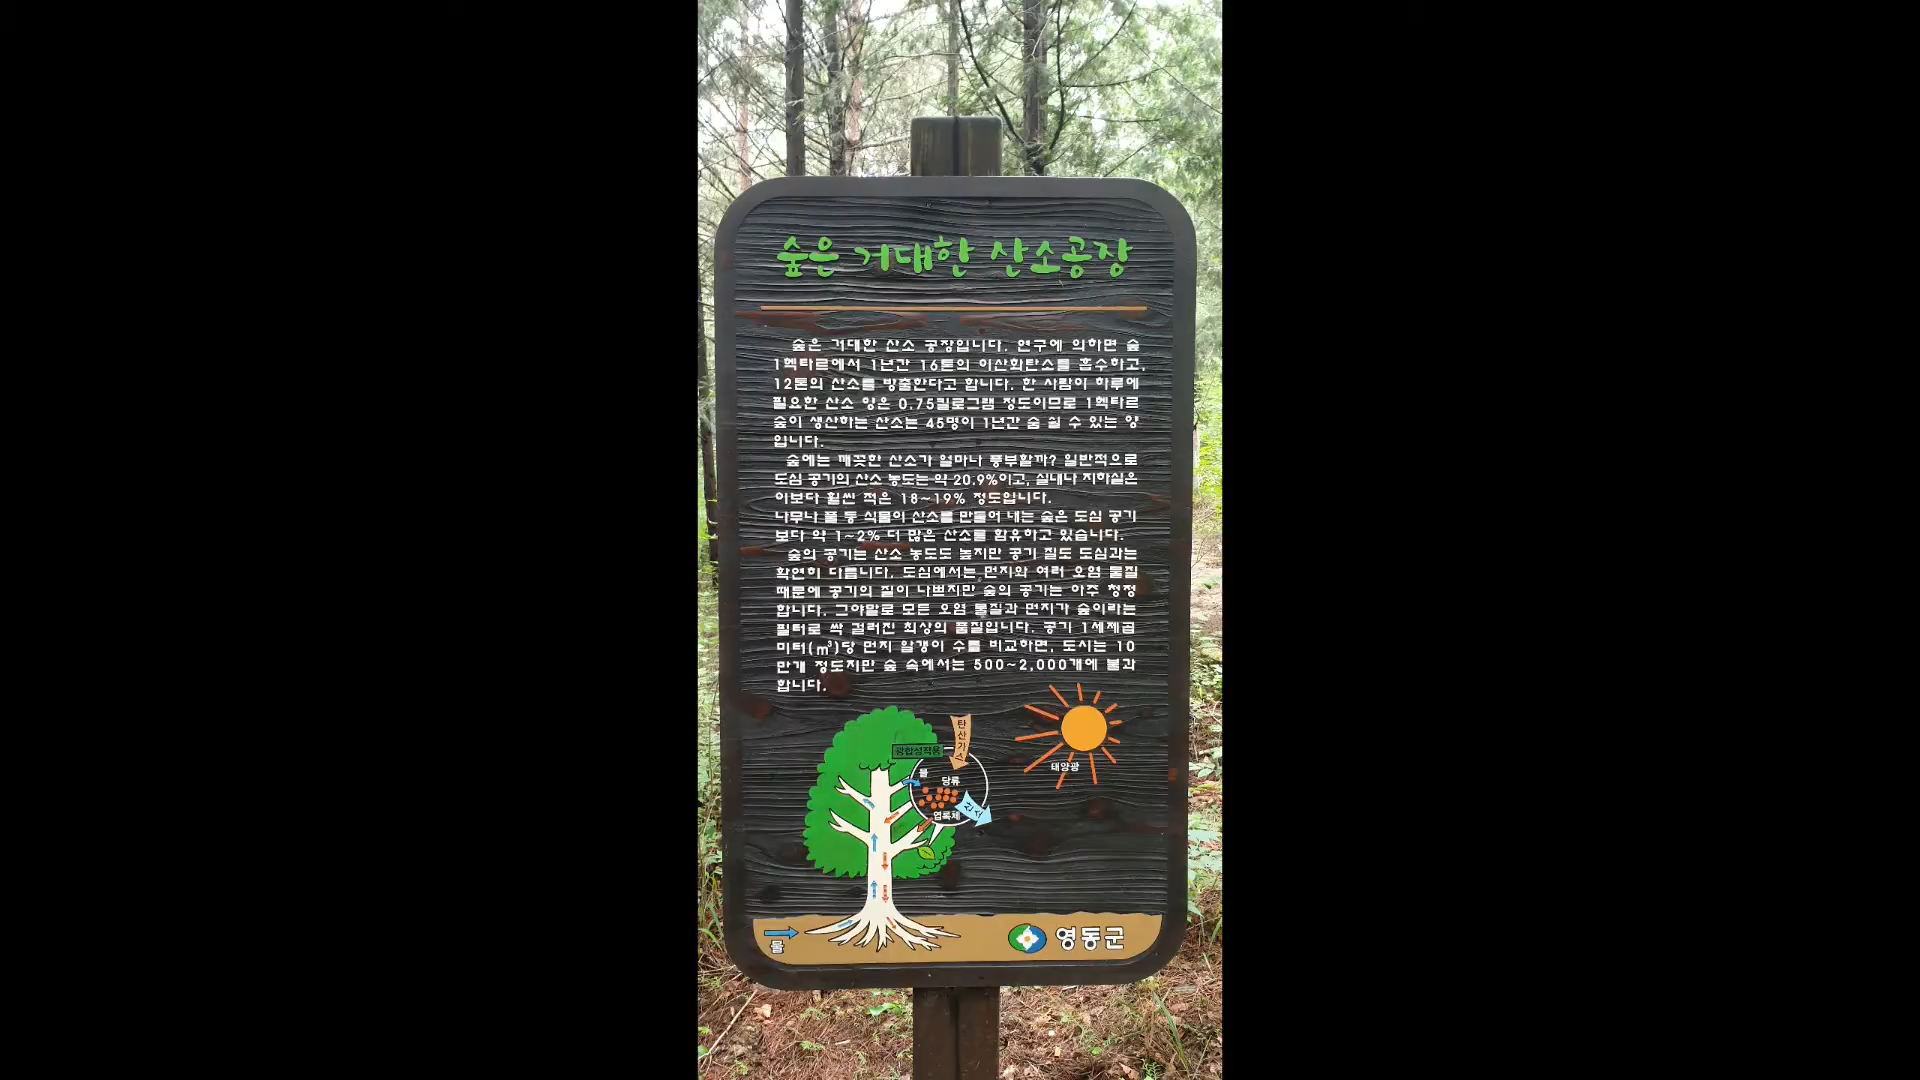 숲은 거대한 산소공장
숲은 거대한 산소 공장입니다. 연구에 의하면 숲
1헥타르에서 1년간 16톤의 이산화탄소를 흡수하고,
12톤의 산소를 방출한다고 합니다. 한 사람이 하루에
필요한 산소 양은 0.75킬로그램 정도이므로 1헥타르
숲이 생산하는 산소는 45명이 1년간 숨 쉴 수 있는 양
입니다.
숲에는 깨끗한 산소가 얼마나 풍부할까? 일반적으로
도심 공기의 산소 농도는 약 20.9%이고, 실내나 지하실은
이보다 훨씬 적은 18~19% 정도입니다.
나무나 풀 등 식물이 산소를 만들어 내는 숲은 도심 공기
보다 약 1~2% 더 많은 산소를 함유하고 있습니다.
숲의 공기는 산소 농도도 높지만 공기 질도 도심과는
확연히 다릅니다. 도심에서는 먼지와 여러 오염 물질
때문에 공기의 질이 나쁘지만 숲의 공기는 아주 청정
합니다. 그야말로 모든 오염 물질과 먼지가 숲이라는
필터로 싹 걸러진 최상의 품질입니다. 공기 1세제곱
미터(㎥)당 먼지 알갱이 수를 비교하면, 도시는 10
만개 정도지만 숲 속에서는 500~2,000개에 불과
합니다.
탄산가스
광합성작용
물
당류
태양광
산소
엽록체
물
영동군